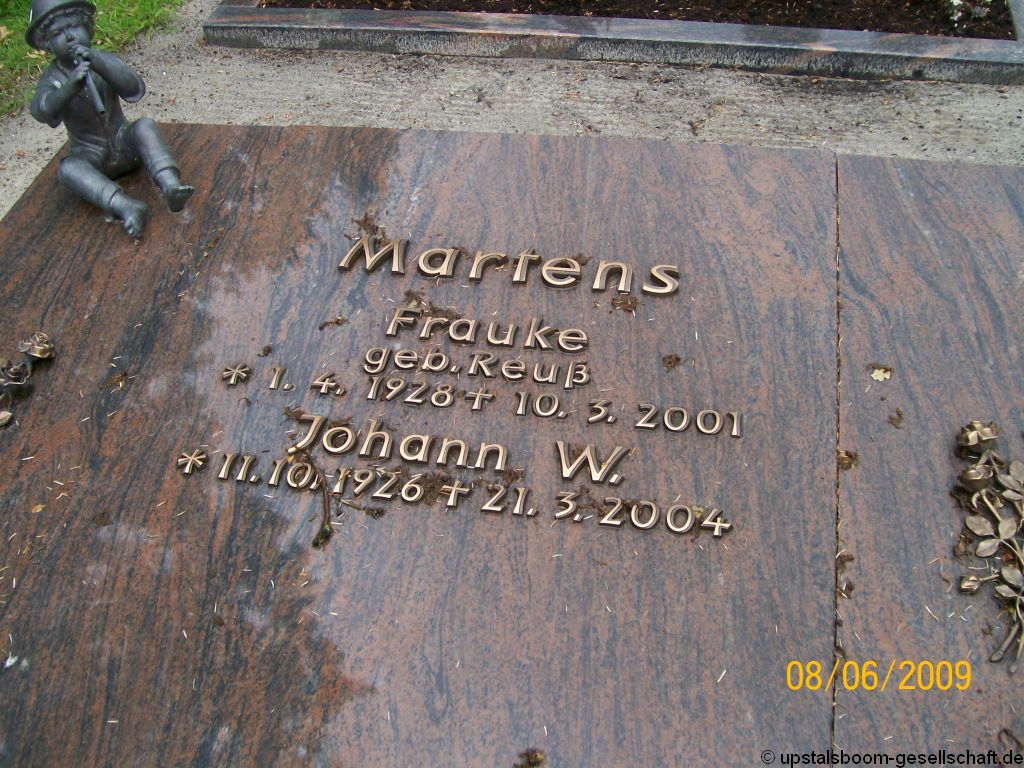 Martens
Frauke
geb. Reuß
* 1. 4. 1928 † 10. 3. 2001
Johann W.
* 11. 10. 1926 † 21. 3. 2004
08/06/2009
© upstalsboom-gesellschaft.de